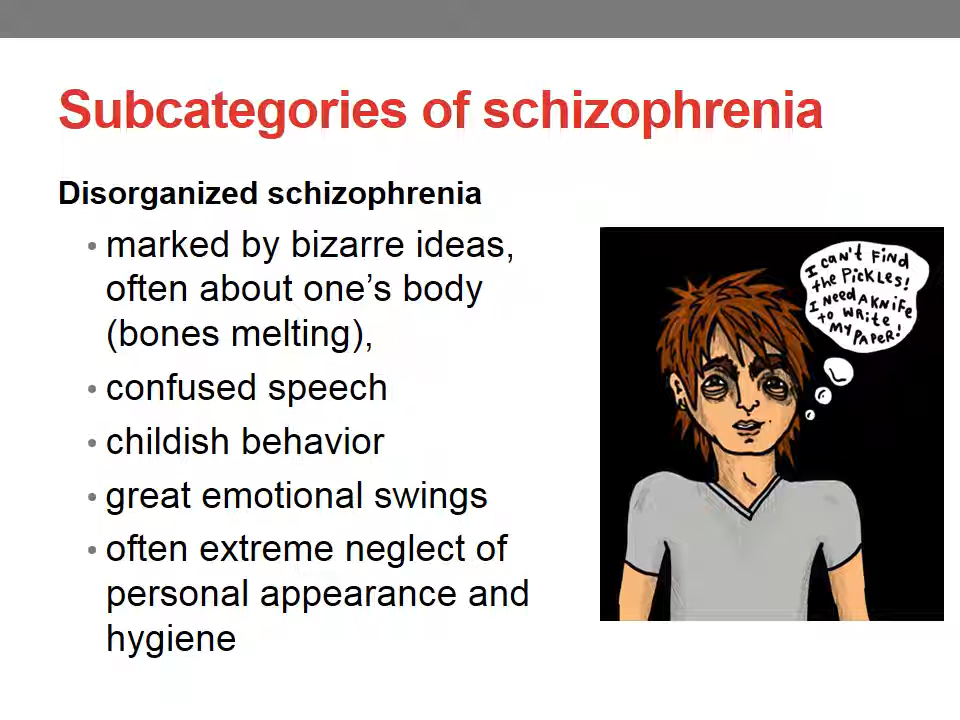 Subcategories of schizophrenia
Disorganized schizophrenia
• marked by bizarre ideas,
often about one’s body
(bones melting),
• confused speech
• childish behavior
• great emotional swings
• often extreme neglect of
personal appearance and
hygiene
I can't FiND
the PickLES!
I NeeD A KNiFe
to WRitE
MY PAPER!